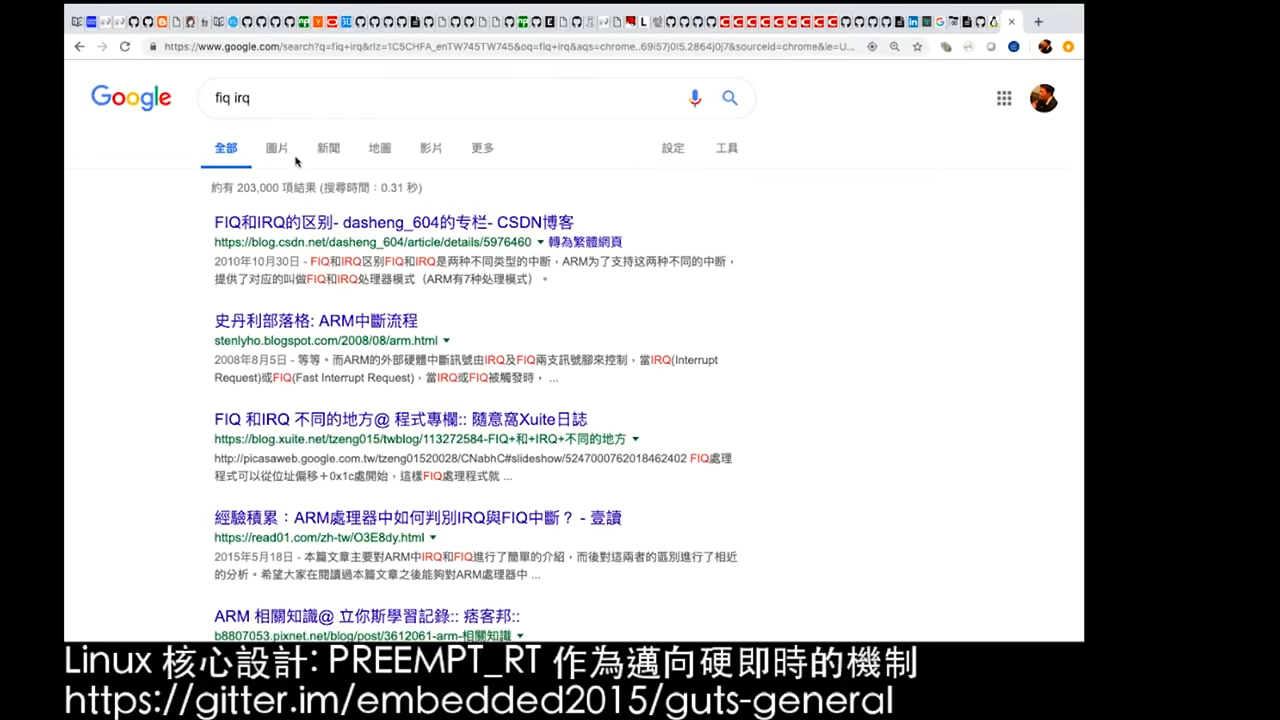 https://www.google.com/search?q=fiq+irq&rlz=1C5CHFA_enTW745TW745&oq=fiq+irq&aqs=chrome..69i57j0l5.2864j0j7&sourceid=chrome&ie=U...
Google
fiq irq
全部 圖片 新聞 地圖 影片 更多 設定 工具
約有 203,000 項結果 (搜尋時間：0.31 秒)
FIQ和IRQ的区别- dasheng_604的专栏- CSDN博客
https://blog.csdn.net/dasheng_604/article/details/5976460 轉為繁體網頁
2010年10月30日 - FIQ和IRQ区别FIQ和IRQ是两种不同类型的中断，ARM为了支持这两种不同的中断，
提供了对应的叫做FIQ和IRQ处理器模式（ARM有7种处理模式）。
史丹利部落格: ARM中斷流程
stenlyho.blogspot.com/2008/08/arm.html
2008年8月5日 - 等等。而ARM的外部硬體中斷訊號由IRQ及FIQ兩支訊號腳來控制，當IRQ(Interrupt
Request)或FIQ(Fast Interrupt Request)，當IRQ或FIQ被觸發時， ...
FIQ 和IRQ 不同的地方@ 程式專欄:: 隨意窩Xuite日誌
https://blog.xuite.net/tzeng015/twblog/113272584-FIQ+和+IRQ+不同的地方
http://picasaweb.google.com.tw/tzeng01520028/CNabhC#slideshow/5247000762018462402 FIQ處理
程式可以從位址偏移＋0x1c處開始，這樣FIQ處理程式就 ...
經驗積累：ARM處理器中如何判別IRQ與FIQ中斷？ - 壹讀
https://read01.com/zh-tw/O3E8dy.html
2015年5月18日 - 本篇文章主要對ARM中IRQ和FIQ進行了簡單的介紹，而後對這兩者的區別進行了相近
的分析。希望大家在閱讀過本篇文章之後能夠對ARM處理器中 ...
ARM 相關知識@ 立你斯學習記錄:: 痞客邦::
b8807053.pixnet.net/blog/post/3612061-arm-相關知識
Linux 核心設計: PREEMPT_RT 作為邁向硬即時的機制
https://gitter.im/embedded2015/guts-general